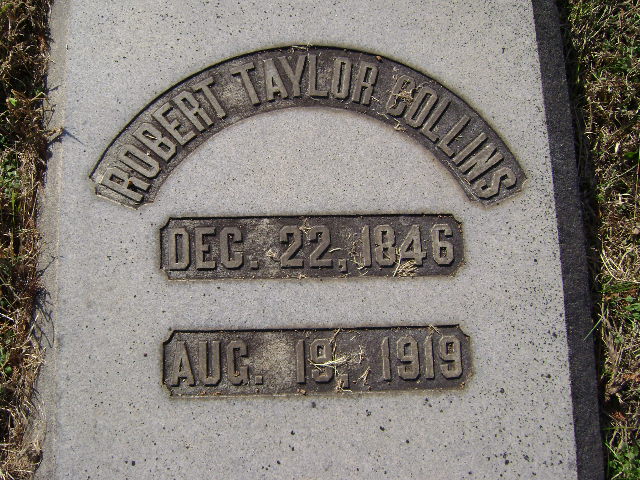 ROBERT TAYLOR COLLINS
DEC. 22, 1846
AUG. 19, 1919